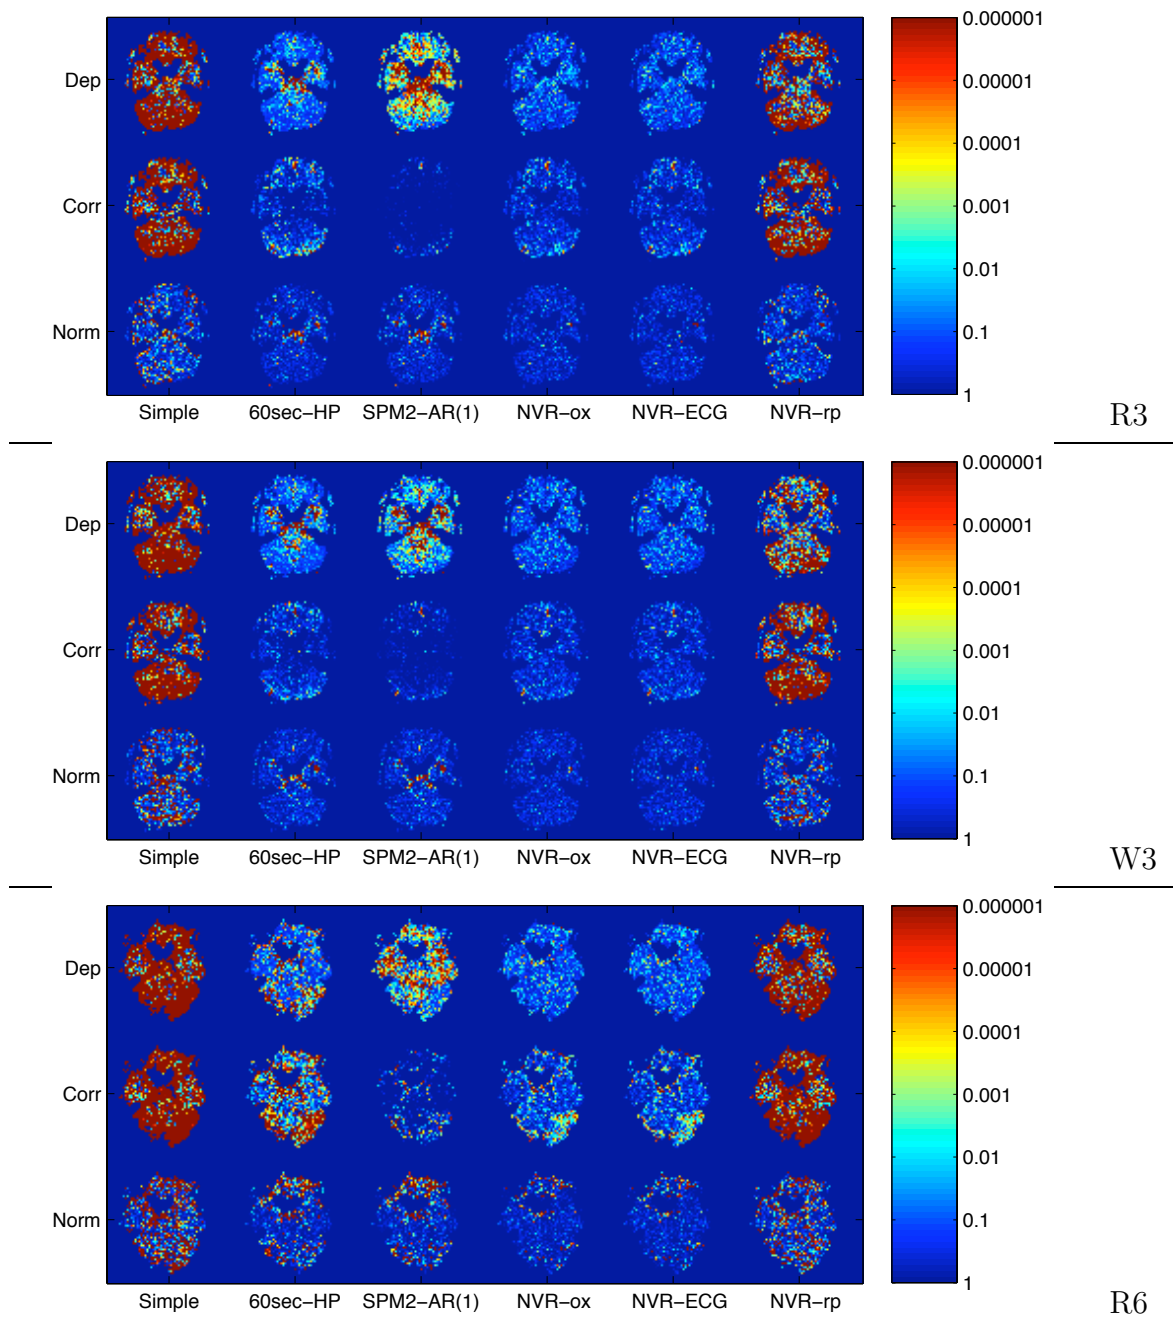 0.000001
0.00001
0.0001
0.001
0.01
0.1
1
Dep
Corr
Norm
Simple 60sec-HP SPM2-AR(1) NVR-ox NVR-ECG NVR-rp
R3
0.000001
0.00001
0.0001
0.001
0.01
0.1
1
Dep
Corr
Norm
Simple 60sec-HP SPM2-AR(1) NVR-ox NVR-ECG NVR-rp
W3
0.000001
0.00001
0.0001
0.001
0.01
0.1
1
Dep
Corr
Norm
Simple 60sec-HP SPM2-AR(1) NVR-ox NVR-ECG NVR-rp
R6